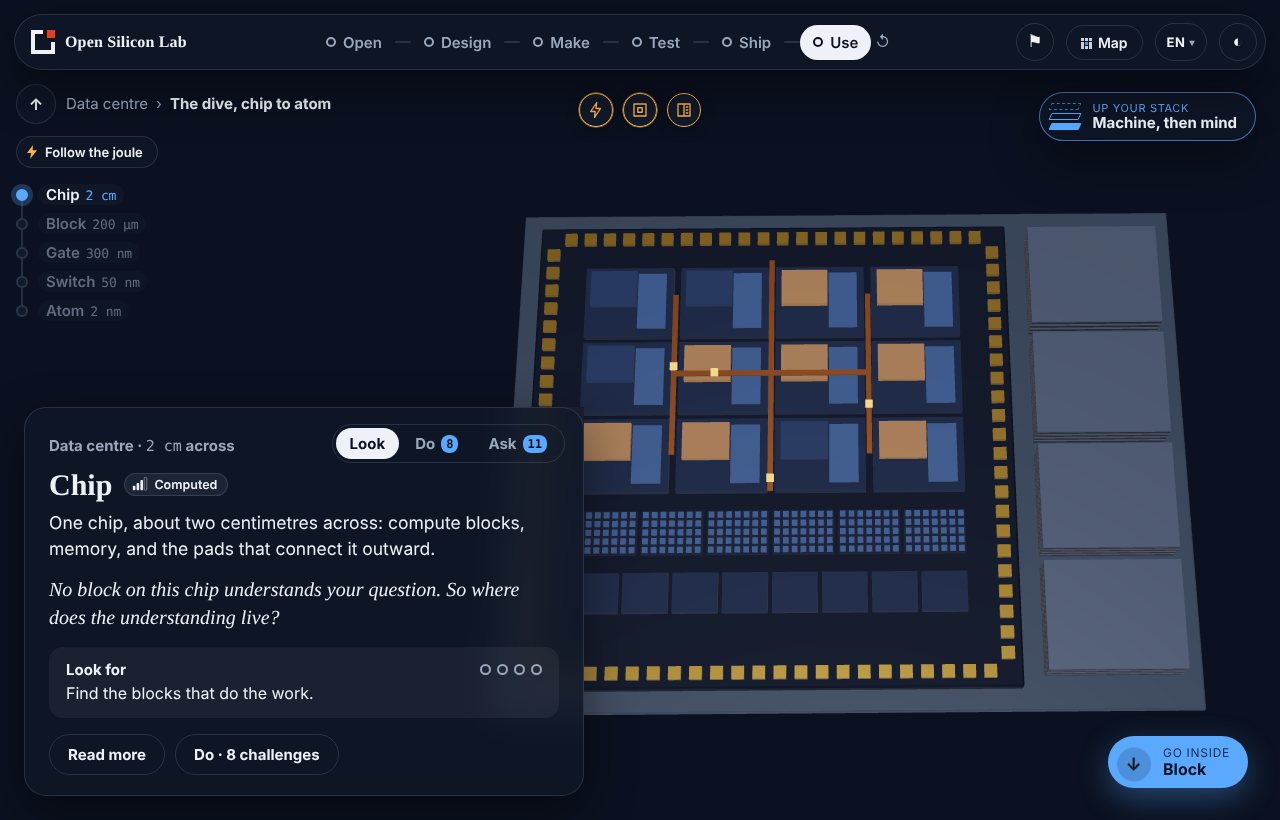 Open Silicon Lab
Open
Design
Make
Test
Ship
Use
Map
EN
Data centre › The dive, chip to atom
UP YOUR STACK
Machine, then mind
Follow the joule
Chip 2 cm
Block 200 µm
Gate 300 nm
Switch 50 nm
Atom 2 nm
Data centre · 2 cm across
Look
Do 8
Ask 11
Chip
Computed
One chip, about two centimetres across: compute blocks,
memory, and the pads that connect it outward.
No block on this chip understands your question. So where
does the understanding live?
Look for
Find the blocks that do the work.
Read more
Do · 8 challenges
GO INSIDE
Block